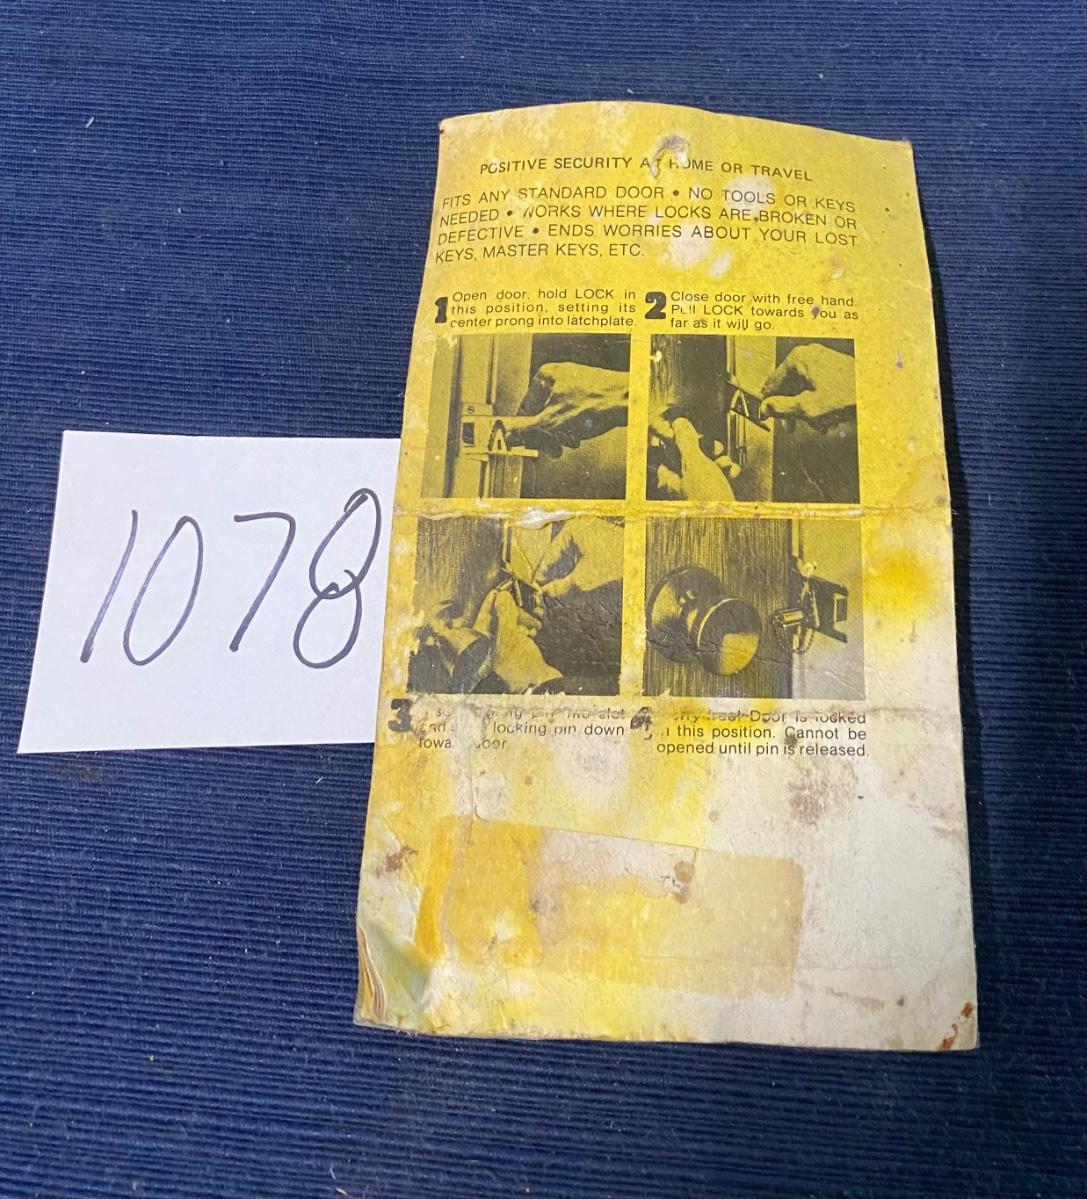 POSITIVE SECURITY AT HOME OR TRAVEL
FITS ANY STANDARD DOOR • NO TOOLS OR KEYS
NEEDED • WORKS WHERE LOCKS ARE BROKEN OR
DEFECTIVE • ENDS WORRIES ABOUT YOUR LOST
KEYS, MASTER KEYS, ETC.
1 Open door, hold LOCK in
this position, setting its
center prong into latchplate.
2 Close door with free hand.
Pull LOCK towards you as
far as it will go.
1078
3
slot
locking pin down
4 Door is locked
this position. Cannot be
opened until pin is released.